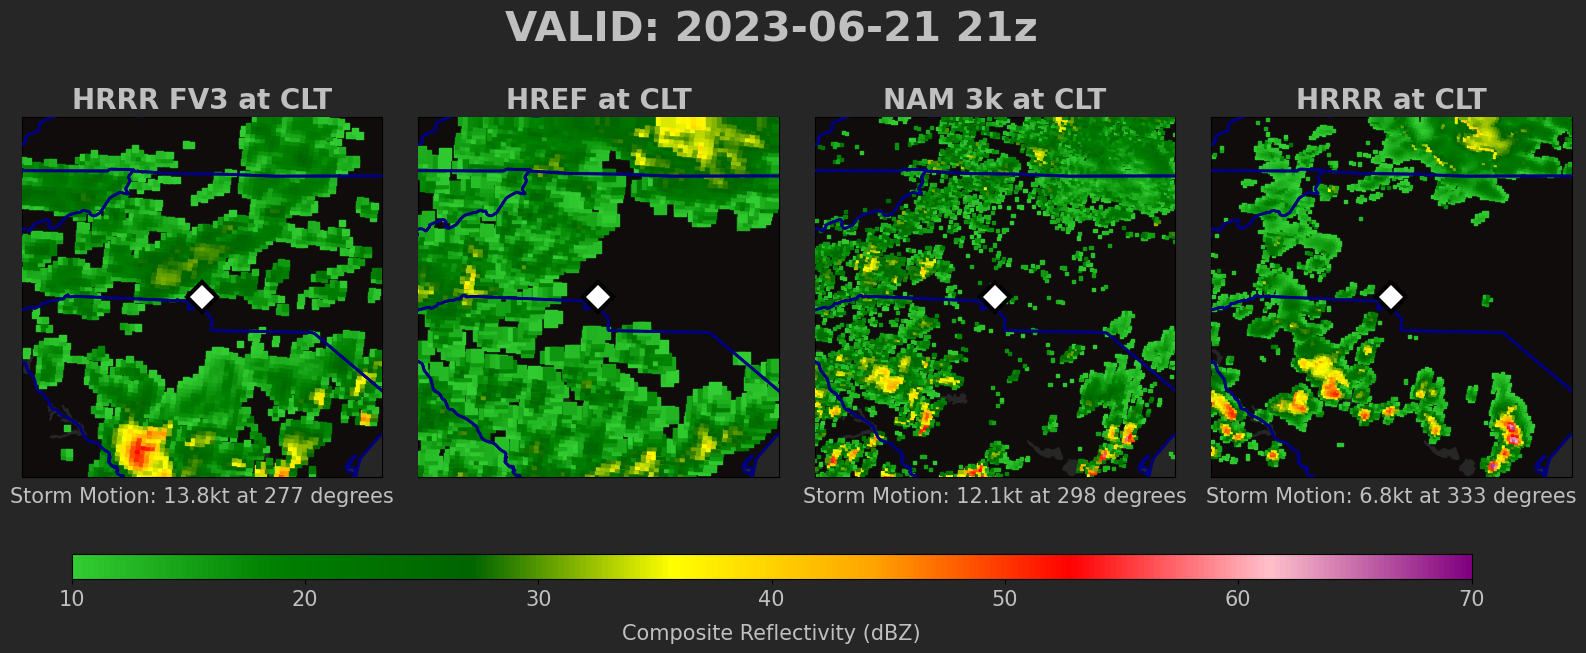 VALID: 2023-06-21 21z
HRRR FV3 at CLT
HREF at CLT
NAM 3k at CLT
HRRR at CLT
Storm Motion: 13.8kt at 277 degrees
Storm Motion: 12.1kt at 298 degrees
Storm Motion: 6.8kt at 333 degrees
10 20 30 40 50 60 70
Composite Reflectivity (dBZ)